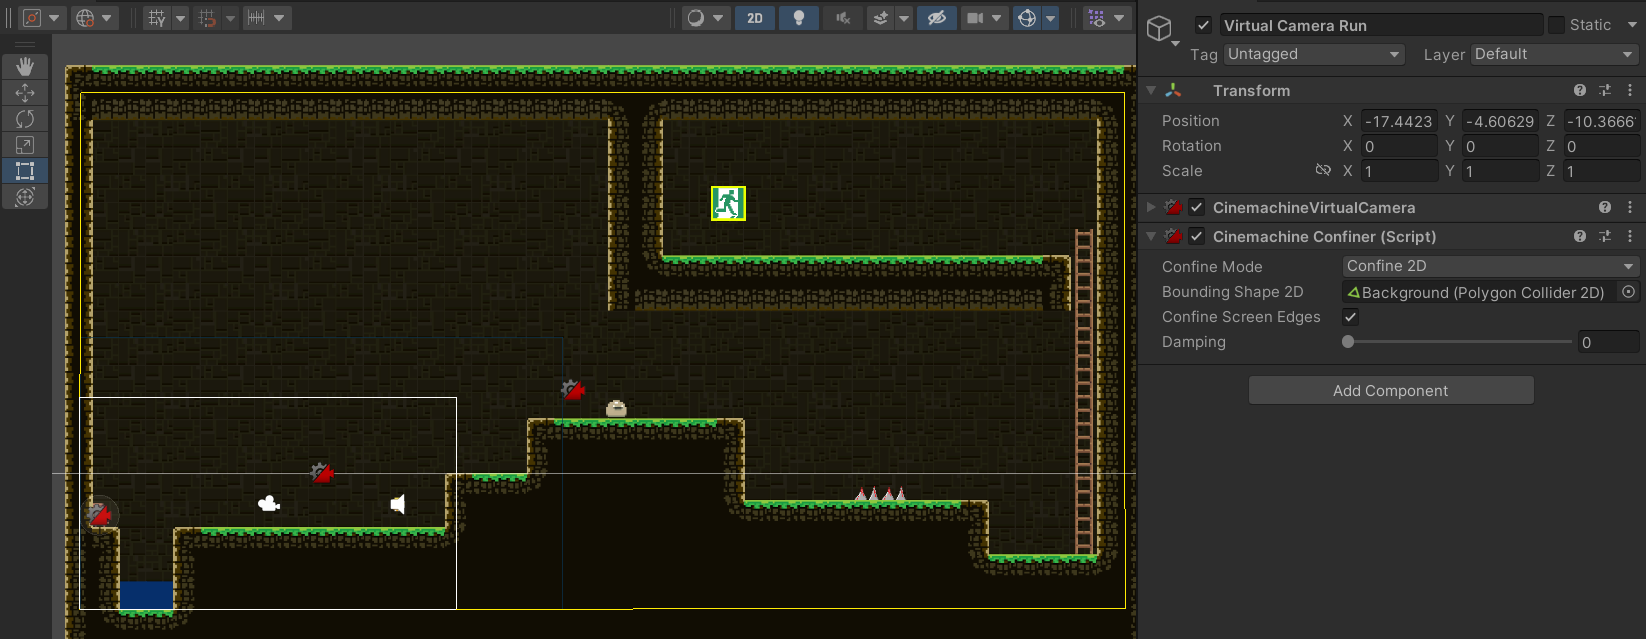 2D
Virtual Camera Run
Static
Tag
Untagged
Layer
Default
Transform
Position
X
-17.4423
Y
-4.60629
Z
-10.3666
Rotation
X
0
Y
0
Z
0
Scale
X
1
Y
1
Z
1
CinemachineVirtualCamera
Cinemachine Confiner (Script)
Confine Mode
Confine 2D
Bounding Shape 2D
Background (Polygon Collider 2D)
Confine Screen Edges
Damping
0
Add Component